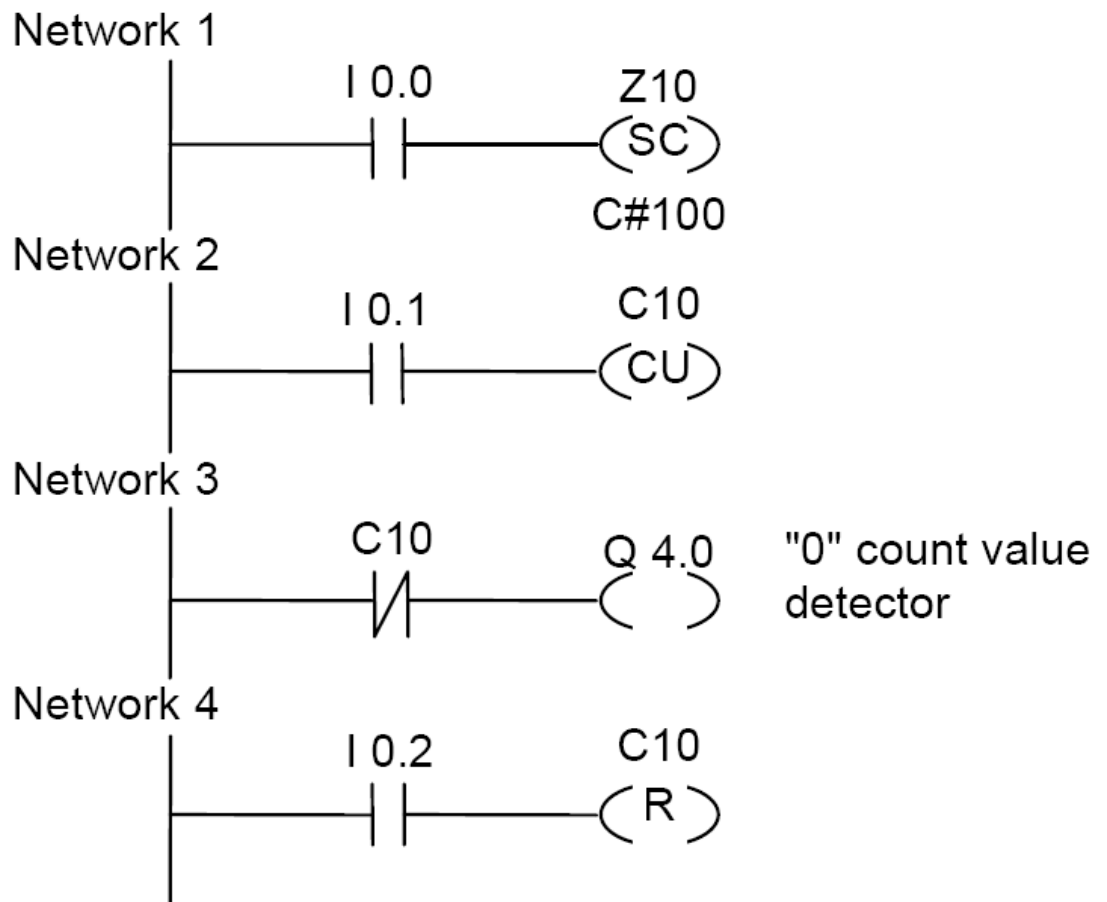 Network 1
I 0.0
Z10
SC
C#100
Network 2
I 0.1
C10
CU
Network 3
C10
Q 4.0
"0" count value
detector
Network 4
I 0.2
C10
R